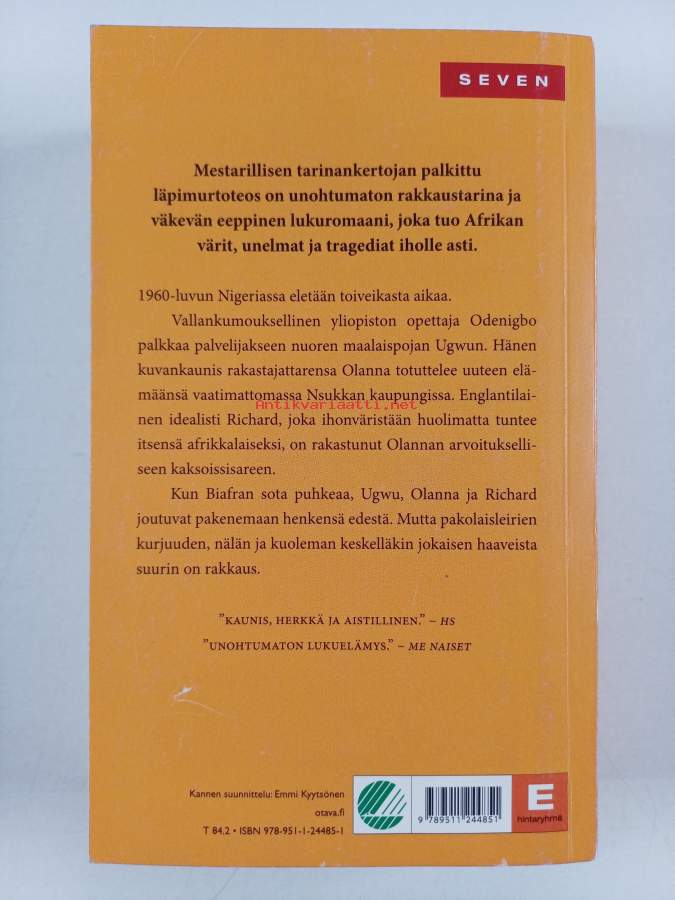 SEVEN
Mestarillisen tarinankertojan palkittu
läpimurtoteos on unohtumaton rakkaustarina ja
väkevän eeppinen lukuromaani, joka tuo Afrikan
värit, unelmat ja tragediat iholle asti.
1960-luvun Nigeriassa eletään toiveikasta aikaa.
Vallankumouksellinen yliopiston opettaja Odenigbo
palkkaa palvelijakseen nuoren maalaispojan Ugwun. Hänen
kuvankaunis rakastajattarensa Olanna totuttelee uuteen elä-
määnsä vaatimattomassa Nsukkan kaupungissa. Englantilai-
Antikvariaatti.net
nen idealisti Richard, joka ihonväristään huolimatta tuntee
itsensä afrikkalaiseksi, on rakastunut Olannan arvoitukselli-
seen kaksoissisareen.
Kun Biafran sota puhkeaa, Ugwu, Olanna ja Richard
joutuvat pakenemaan henkensä edestä. Mutta pakolaisleirien
kurjuuden, nälän ja kuoleman keskelläkin jokaisen haaveista
suurin on rakkaus.
”KAUNIS, HERKKÄ JA AISTILLINEN.” – HS
”UNOHTUMATON LUKUELÄMYS.” – ME NAISET
Kannen suunnittelu: Emmi Kyytsönen
otava.fi
T 84.2 • ISBN 978-951-1-24485-1
9 789511 244851
E
hintaryhmä